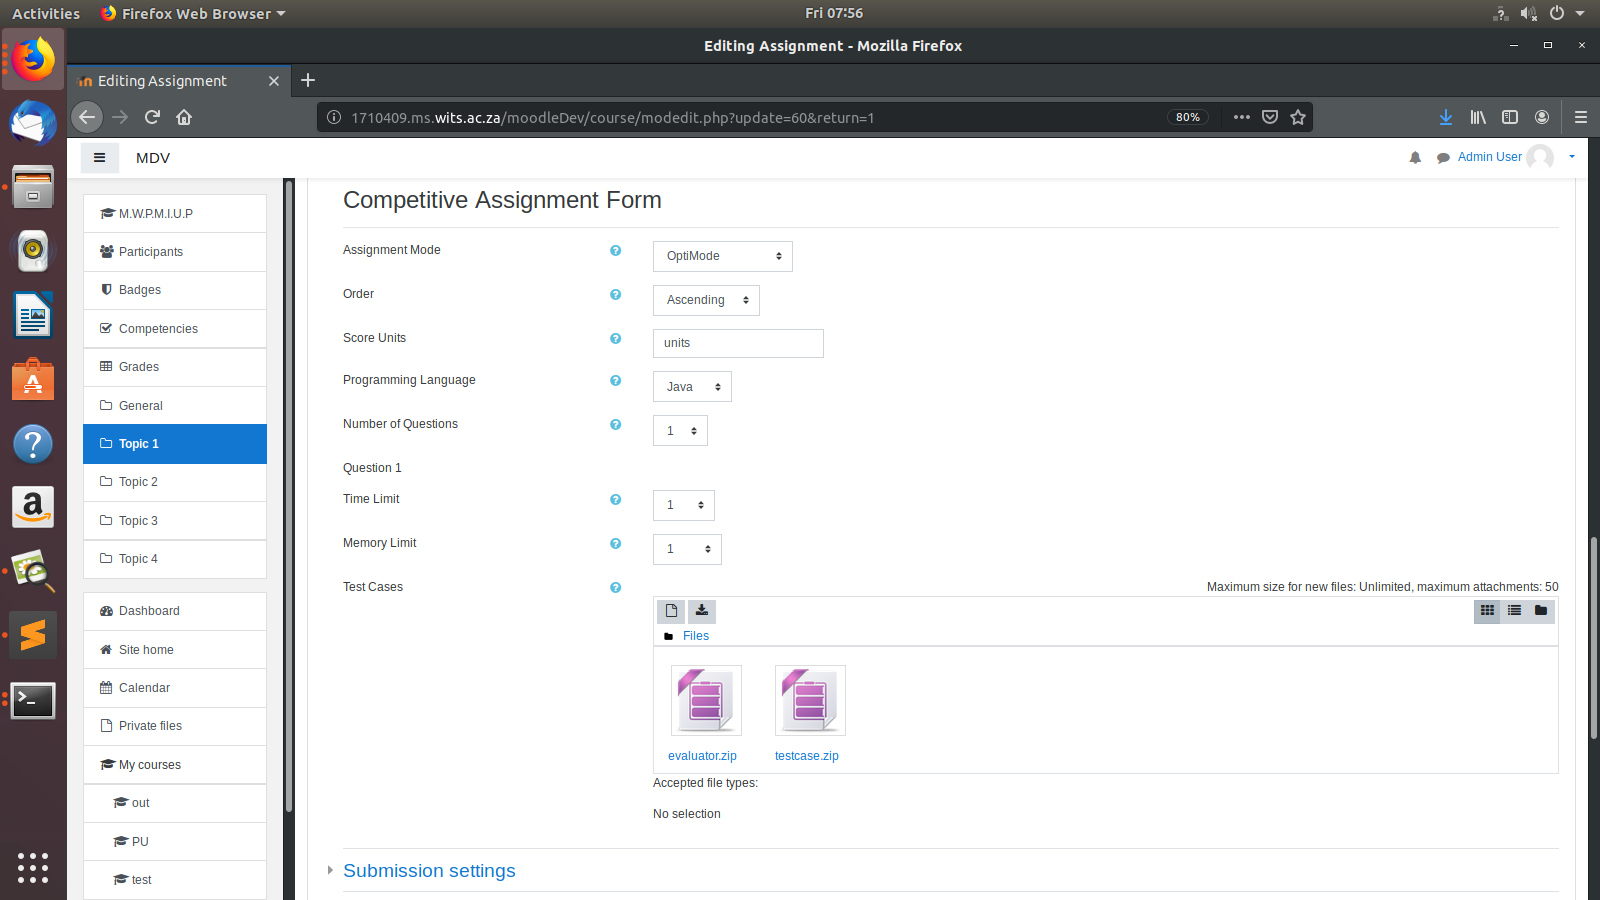 Activities Firefox Web Browser Fri 07:56
Editing Assignment - Mozilla Firefox
Editing Assignment
1710409.ms.wits.ac.za/moodleDev/course/modedit.php?update=60&return=1 80%
MDV Admin User
M.W.P.M.I.U.P
Participants
Badges
Competencies
Grades
General
Topic 1
Topic 2
Topic 3
Topic 4
Dashboard
Site home
Calendar
Private files
My courses
out
PU
test
Competitive Assignment Form
Assignment Mode OptiMode
Order Ascending
Score Units units
Programming Language Java
Number of Questions 1
Question 1
Time Limit 1
Memory Limit 1
Test Cases Maximum size for new files: Unlimited, maximum attachments: 50
Files
evaluator.zip testcase.zip
Accepted file types:
No selection
Submission settings